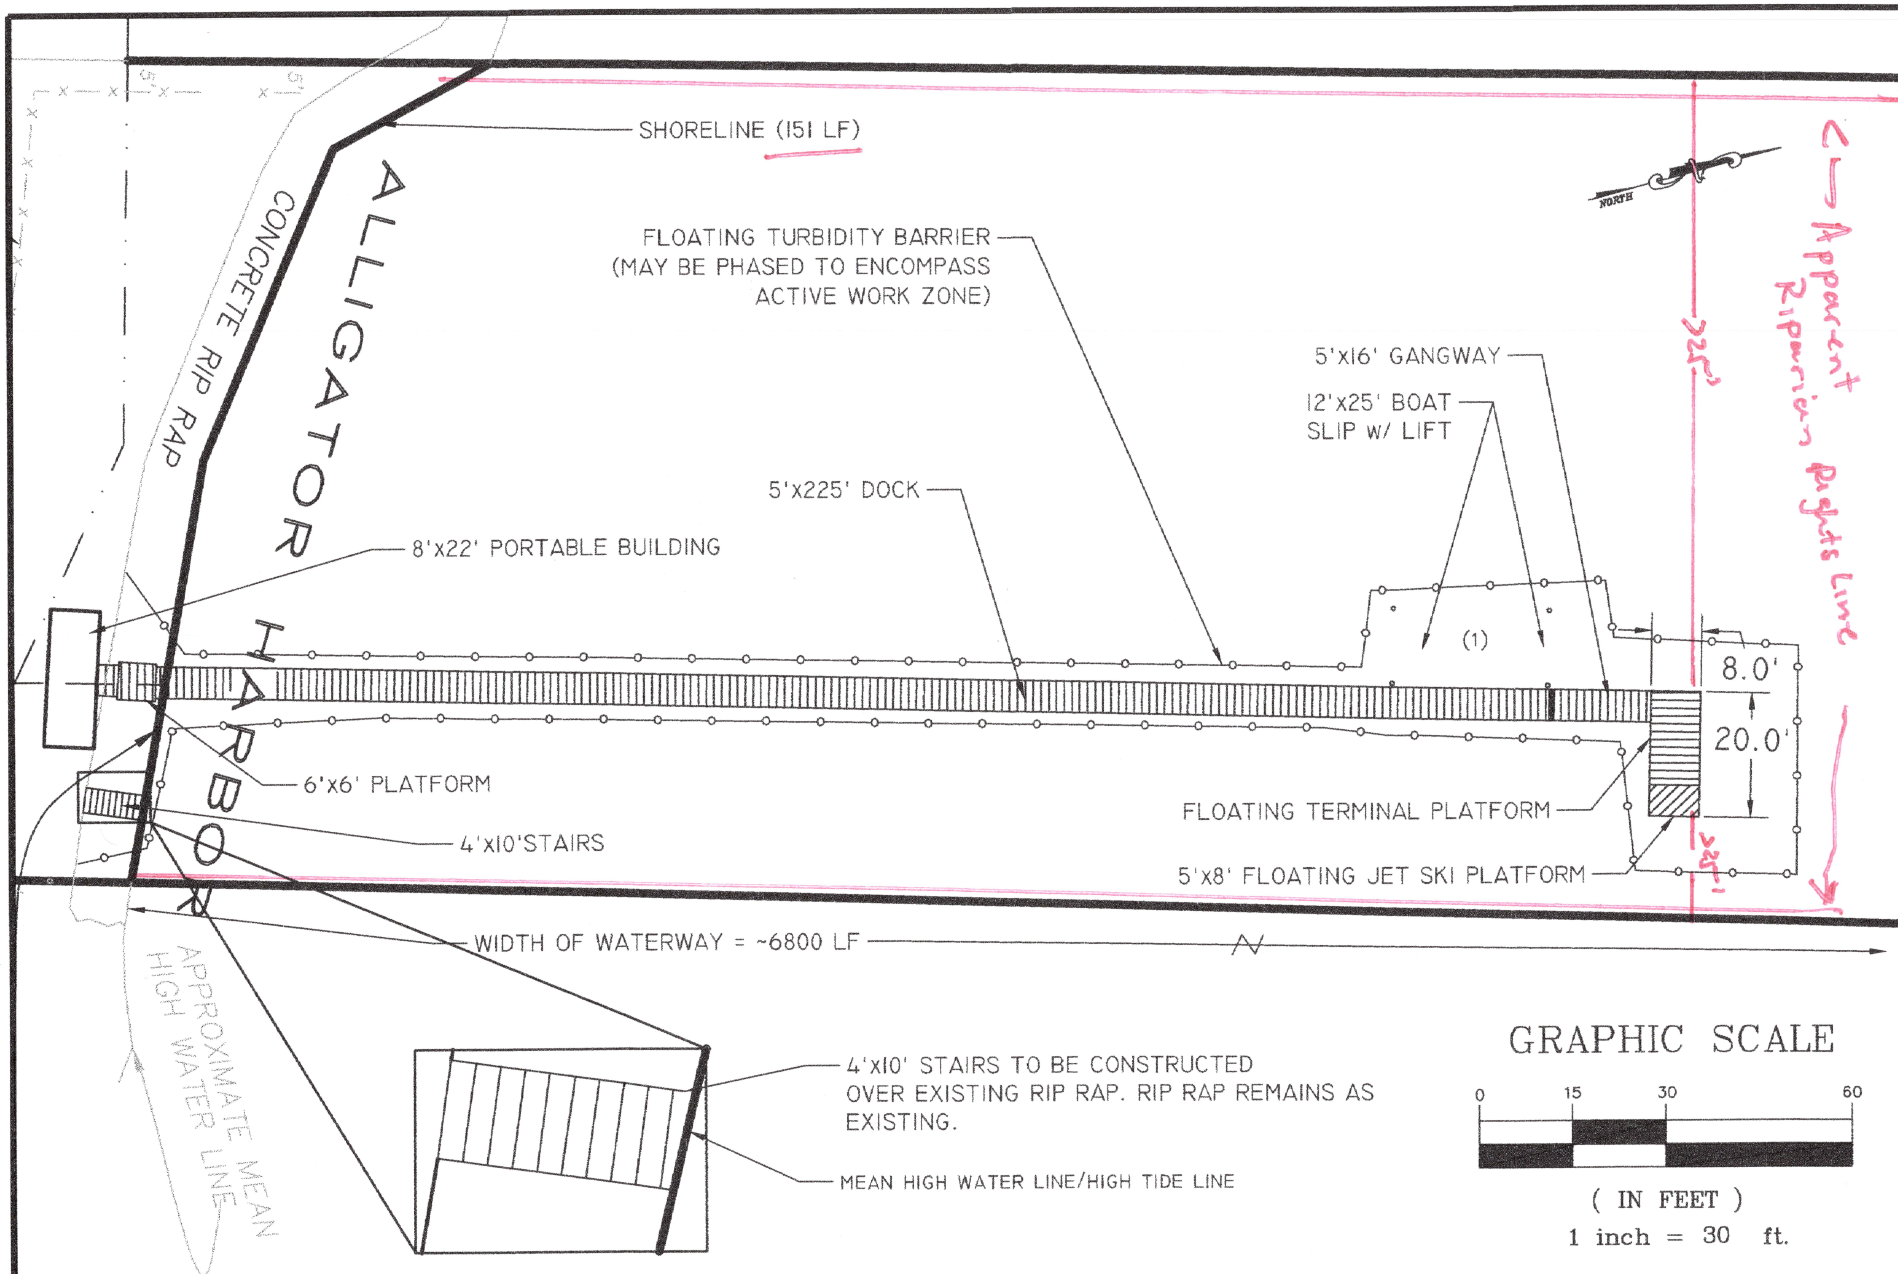 5'
5'
SHORELINE (151 LF)
CONCRETE RIP RAP
ALLIGATOR
HARBOR
NORTH
<--> Apparent
Riparian Rights Line
FLOATING TURBIDITY BARRIER
(MAY BE PHASED TO ENCOMPASS
ACTIVE WORK ZONE)
>25'
5'x16' GANGWAY
12'x25' BOAT
SLIP W/ LIFT
5'x225' DOCK
8'x22' PORTABLE BUILDING
(1)
8.0'
20.0'
6'x6' PLATFORM
FLOATING TERMINAL PLATFORM
4'x10'STAIRS
5'x8' FLOATING JET SKI PLATFORM
>25'
WIDTH OF WATERWAY = ~6800 LF
APPROXIMATE MEAN
HIGH WATER LINE
4'x10' STAIRS TO BE CONSTRUCTED
OVER EXISTING RIP RAP. RIP RAP REMAINS AS
EXISTING.
MEAN HIGH WATER LINE/HIGH TIDE LINE
GRAPHIC SCALE
0 15 30 60
( IN FEET )
1 inch = 30 ft.